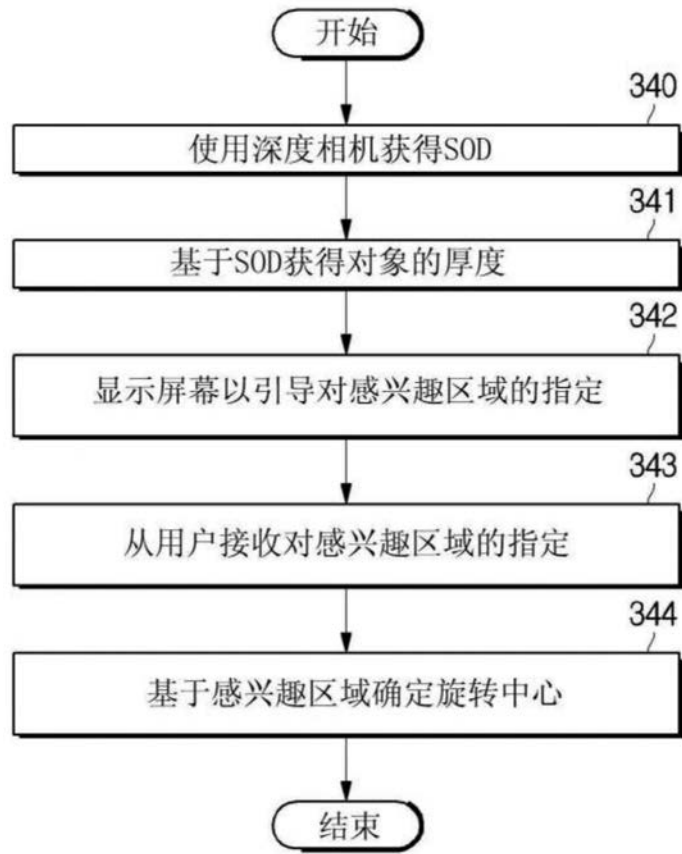 开始
340
使用深度相机获得SOD
341
基于SOD获得对象的厚度
342
显示屏幕以引导对感兴趣区域的指定
343
从用户接收对感兴趣区域的指定
344
基于感兴趣区域确定旋转中心
结束